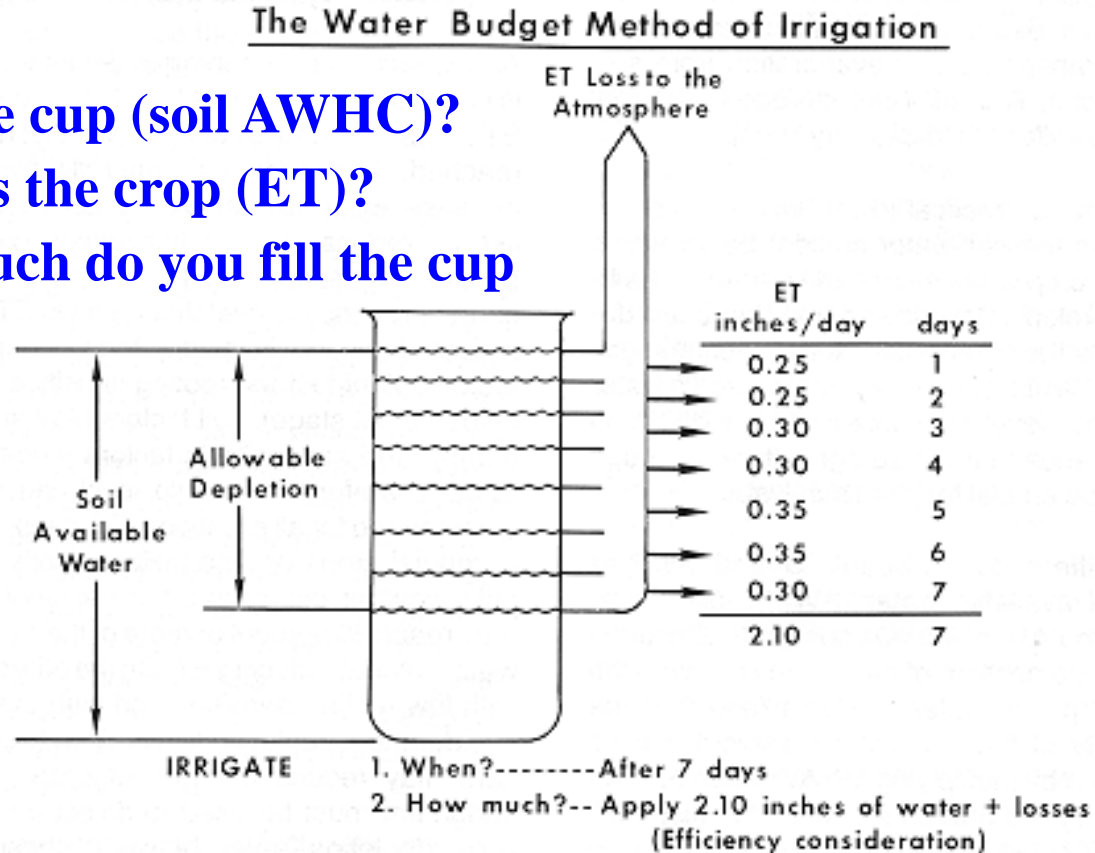 The Water Budget Method of Irrigation
ET Loss to the
Atmosphere
cup (soil AWHC)?
the crop (ET)?
do you fill the cup
ET
inches/day days
0.25 1
0.25 2
0.30 3
0.30 4
0.35 5
0.35 6
0.30 7
2.10 7
Allowable
Depletion
Soil
Available
Water
IRRIGATE 1. When?--------After 7 days
2. How much?-- Apply 2.10 inches of water + losses
(Efficiency consideration)